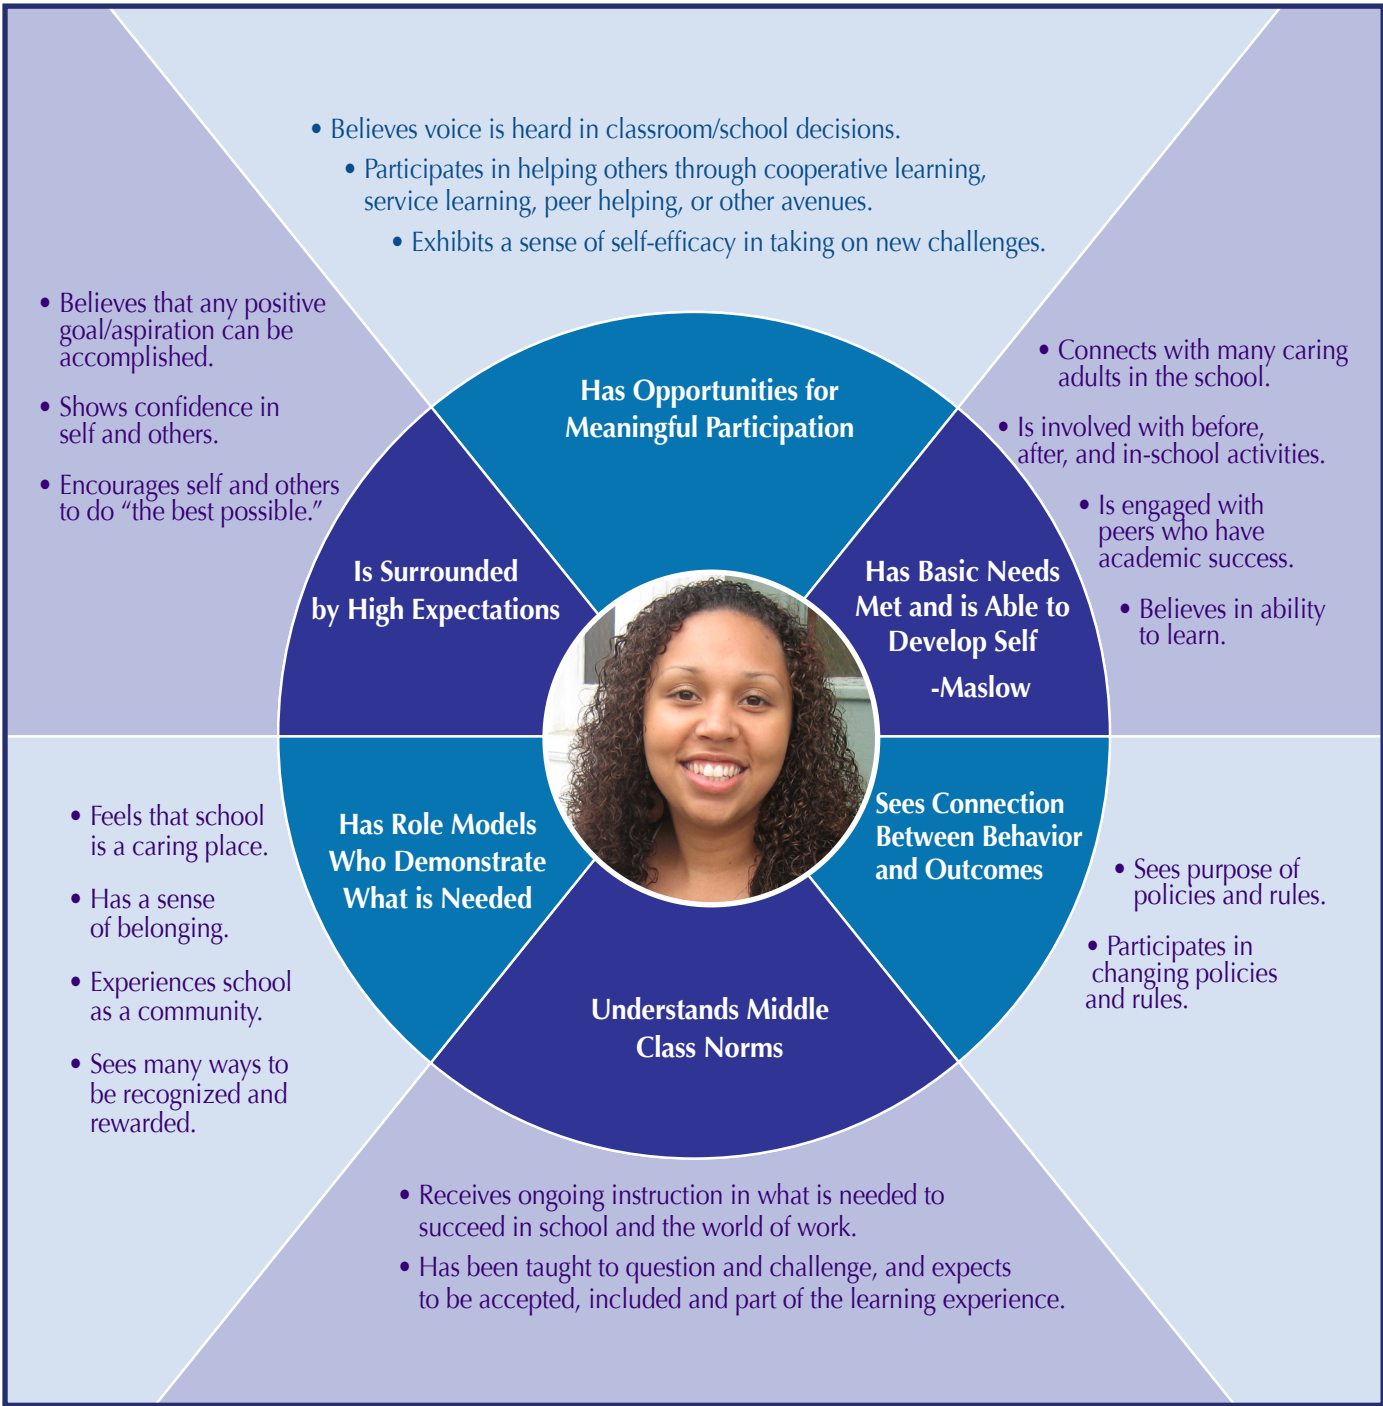 • Believes voice is heard in classroom/school decisions.
• Participates in helping others through cooperative learning,
service learning, peer helping, or other avenues.
• Exhibits a sense of self-efficacy in taking on new challenges.
• Believes that any positive
goal/aspiration can be
accomplished.
• Shows confidence in
self and others.
• Encourages self and others
to do “the best possible.”
Has Opportunities for
Meaningful Participation
• Connects with many caring
adults in the school.
• Is involved with before,
after, and in-school activities.
• Is engaged with
peers who have
academic success.
• Believes in ability
to learn.
Is Surrounded
by High Expectations
Has Basic Needs
Met and is Able to
Develop Self
-Maslow
• Feels that school
is a caring place.
• Has a sense
of belonging.
• Experiences school
as a community.
• Sees many ways to
be recognized and
rewarded.
Has Role Models
Who Demonstrate
What is Needed
Sees Connection
Between Behavior
and Outcomes
• Sees purpose of
policies and rules.
• Participates in
changing policies
and rules.
Understands Middle
Class Norms
• Receives ongoing instruction in what is needed to
succeed in school and the world of work.
• Has been taught to question and challenge, and expects
to be accepted, included and part of the learning experience.